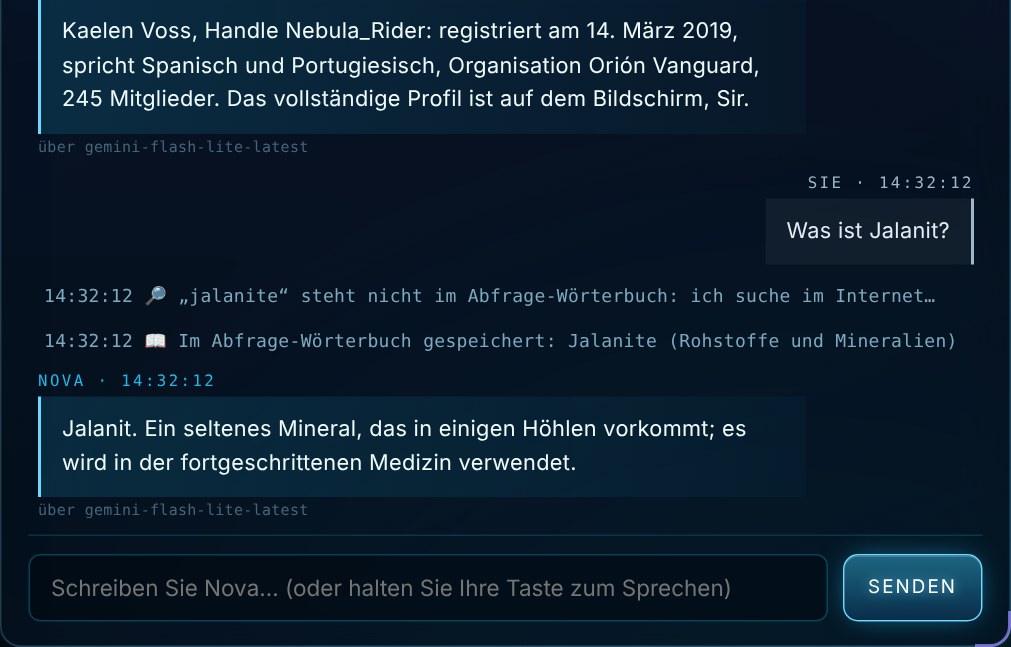 Kaelen Voss, Handle Nebula_Rider: registriert am 14. März 2019,
spricht Spanisch und Portugiesisch, Organisation Orión Vanguard,
245 Mitglieder. Das vollständige Profil ist auf dem Bildschirm, Sir.
über gemini-flash-lite-latest
SIE · 14:32:12
Was ist Jalanit?
14:32:12 🔎 „jalanite“ steht nicht im Abfrage-Wörterbuch: ich suche im Internet…
14:32:12 📖 Im Abfrage-Wörterbuch gespeichert: Jalanite (Rohstoffe und Mineralien)
NOVA · 14:32:12
Jalanit. Ein seltenes Mineral, das in einigen Höhlen vorkommt; es
wird in der fortgeschrittenen Medizin verwendet.
über gemini-flash-lite-latest
Schreiben Sie Nova… (oder halten Sie Ihre Taste zum Sprechen)
SENDEN